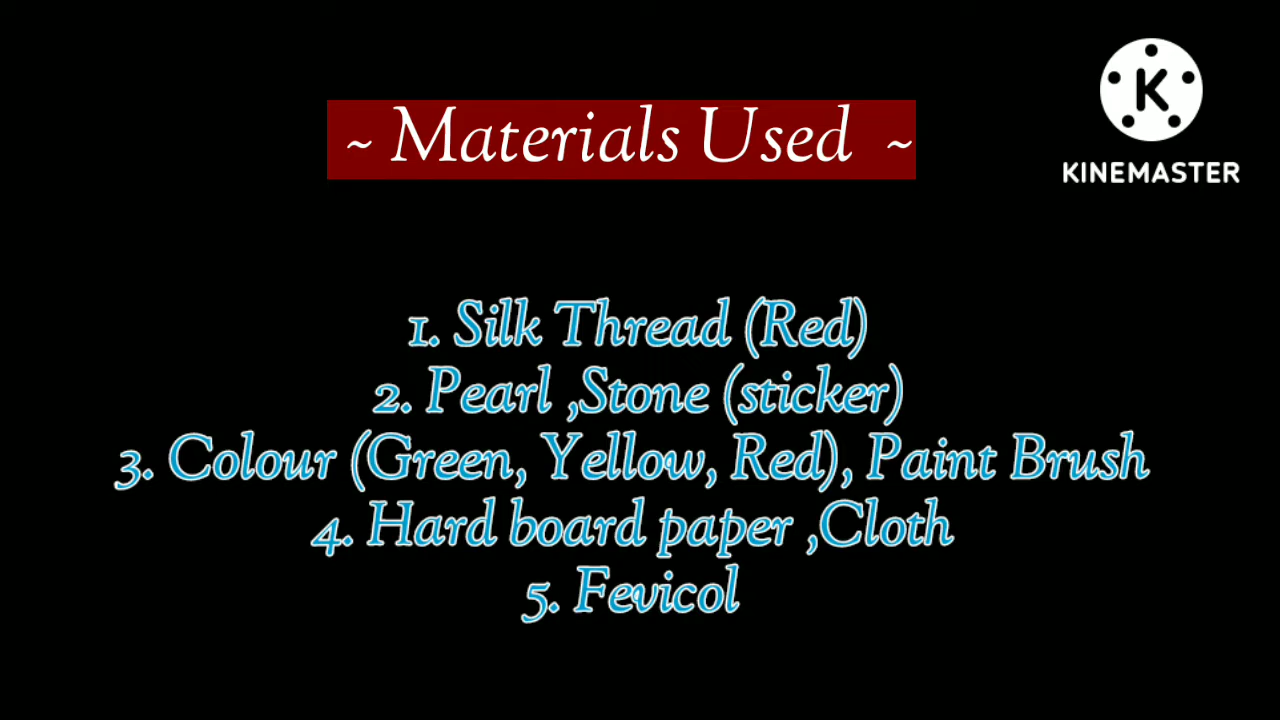 ~ Materials Used ~
K
KINEMASTER
1. Silk Thread (Red)
2. Pearl ,Stone (sticker)
3. Colour (Green, Yellow, Red), Paint Brush
4. Hard board paper ,Cloth
5. Fevicol